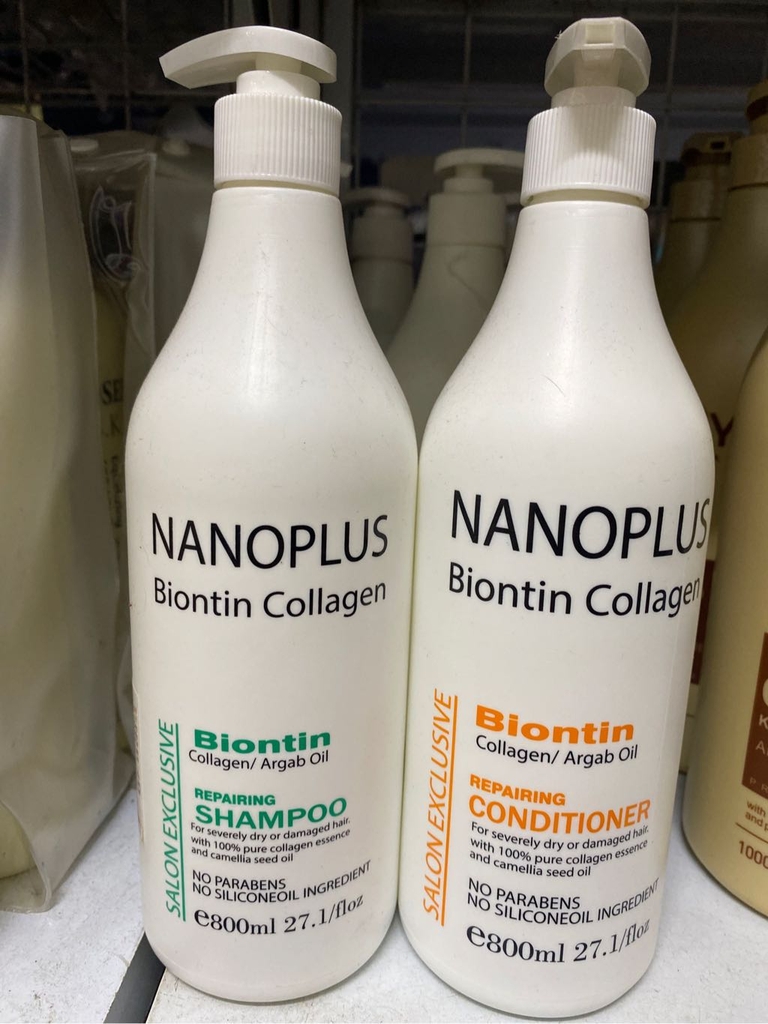 NANOPLUS
Biontin Collagen
SALON EXCLUSIVE
Biontin
Collagen/ Argab Oil
REPAIRING
SHAMPOO
For severely dry or damaged hair,
with 100% pure collagen essence
and camellia seed oil
NO PARABENS
NO SILICONEOIL INGREDIENT
e800ml 27.1/floz
NANOPLUS
Biontin Collagen
SALON EXCLUSIVE
Biontin
Collagen/ Argab Oil
REPAIRING
CONDITIONER
For severely dry or damaged hair,
with 100% pure collagen essence
and camellia seed oil
NO PARABENS
NO SILICONEOIL INGREDIENT
e800ml 27.1/floz
with